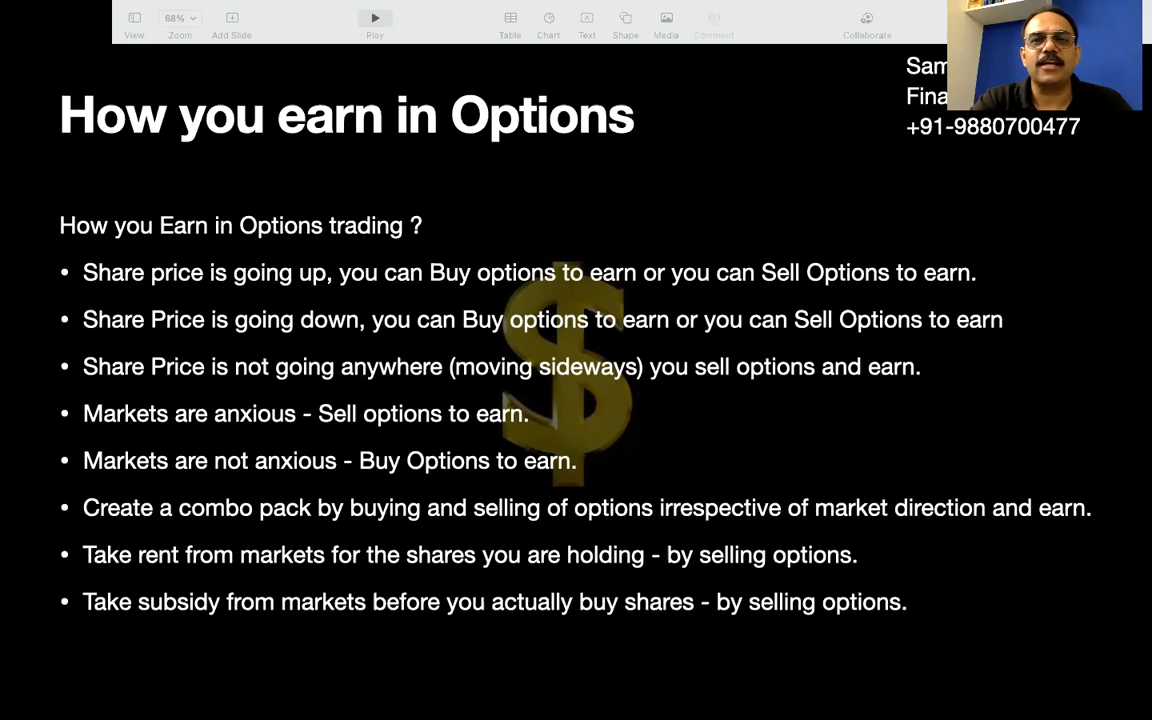 68%
View
Zoom
Add Slide
Play
Table
Chart
Text
Shape
Media
Comment
Collaborate
Sam
Fina
+91-9880700477
How you earn in Options
How you Earn in Options trading ?
• Share price is going up, you can Buy options to earn or you can Sell Options to earn.
• Share Price is going down, you can Buy options to earn or you can Sell Options to earn
• Share Price is not going anywhere (moving sideways) you sell options and earn.
• Markets are anxious - Sell options to earn.
• Markets are not anxious - Buy Options to earn.
• Create a combo pack by buying and selling of options irrespective of market direction and earn.
• Take rent from markets for the shares you are holding - by selling options.
• Take subsidy from markets before you actually buy shares - by selling options.